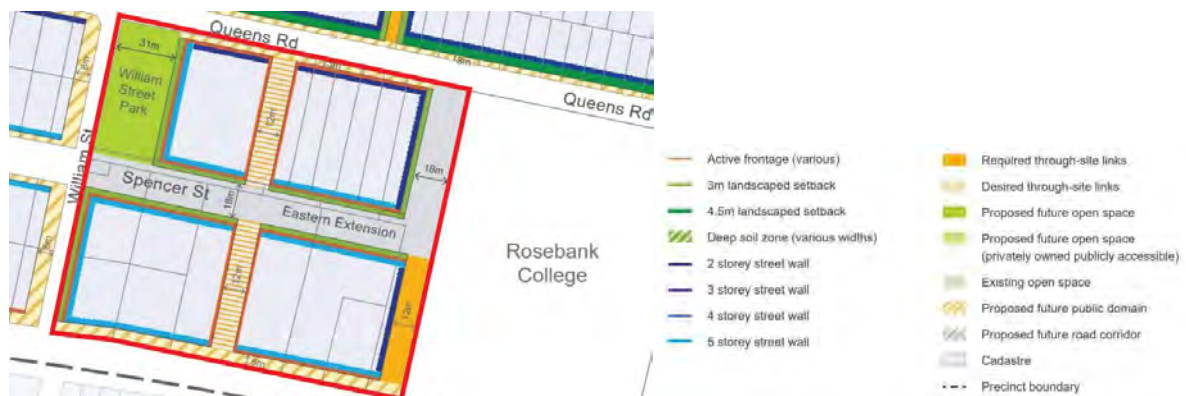 Queens Rd
Queens Rd
31m
William
Street
Park
William St
12m
18m
18m
Spencer St
18m
Eastern Extension
Rosebank
College
12m
12m
Active frontage (various)
3m landscaped setback
4.5m landscaped setback
Deep soil zone (various widths)
2 storey street wall
3 storey street wall
4 storey street wall
5 storey street wall
Required through-site links
Desired through-site links
Proposed future open space
Proposed future open space
(privately owned publicly accessible)
Existing open space
Proposed future public domain
Proposed future road corridor
Cadastre
Precinct boundary